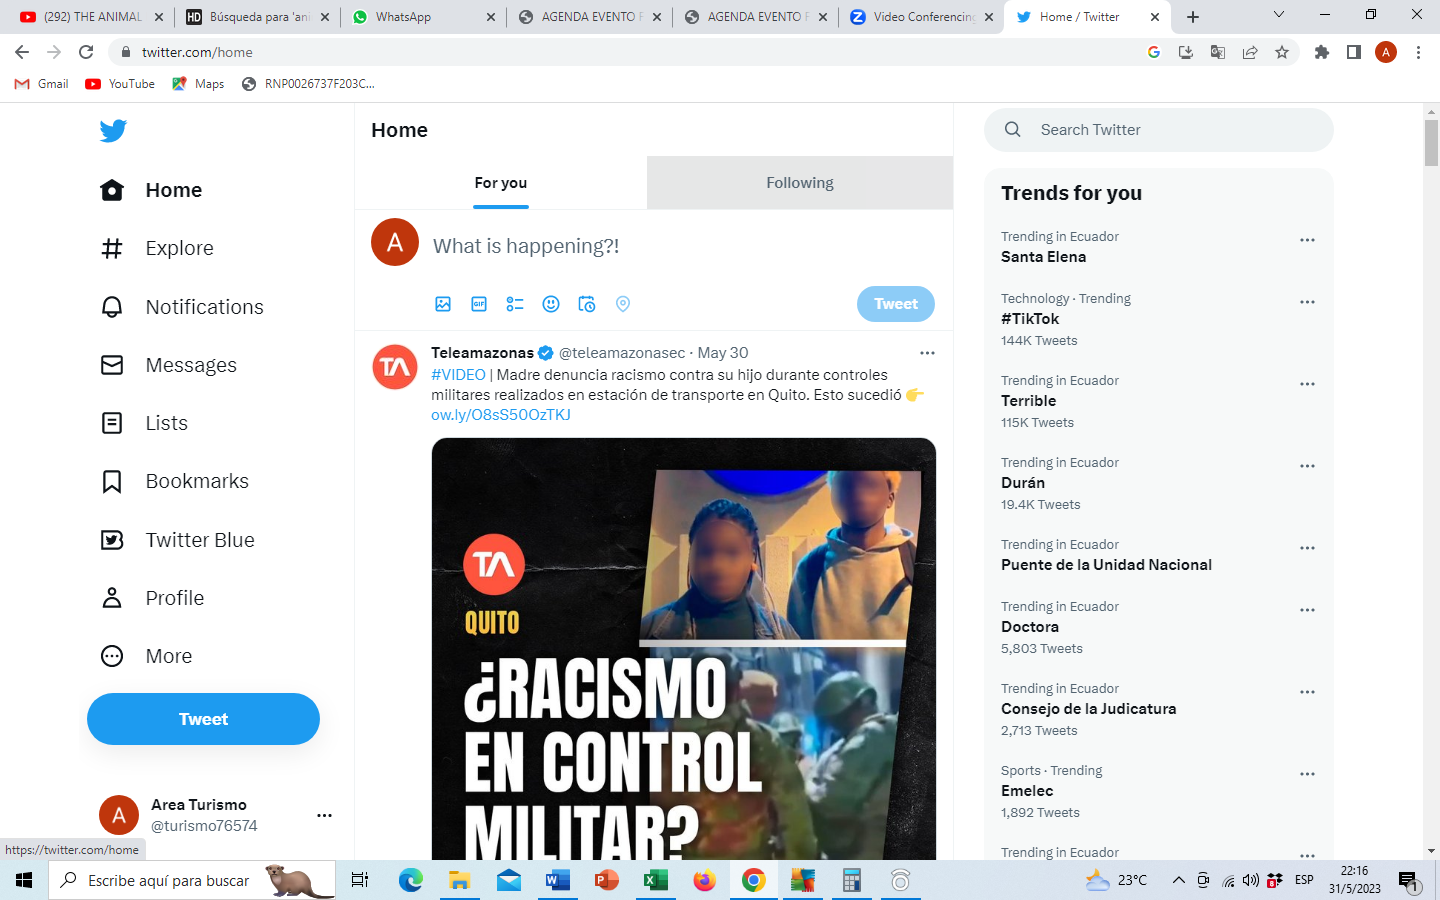 (292) THE ANIMAL
Búsqueda para 'ani
WhatsApp
AGENDA EVENTO F
AGENDA EVENTO F
Video Conferencing
Home / Twitter
twitter.com/home
A
Gmail
YouTube
Maps
RNP0026737F203C...
Home
Explore
Notifications
Messages
Lists
Bookmarks
Twitter Blue
Profile
More
Tweet
A
Area Turismo
@turismo76574
https://twitter.com/home
Home
For you
Following
A
What is happening?!
GIF
Tweet
Teleamazonas @teleamazonasec · May 30
#VIDEO | Madre denuncia racismo contra su hijo durante controles
militares realizados en estación de transporte en Quito. Esto sucedió 👉
ow.ly/O8sS50OzTKJ
TA
TA
QUITO
¿RACISMO
EN CONTROL
MILITAR?
Search Twitter
Trends for you
Trending in Ecuador
Santa Elena
Technology · Trending
#TikTok
144K Tweets
Trending in Ecuador
Terrible
115K Tweets
Trending in Ecuador
Durán
19.4K Tweets
Trending in Ecuador
Puente de la Unidad Nacional
Trending in Ecuador
Doctora
5,803 Tweets
Trending in Ecuador
Consejo de la Judicatura
2,713 Tweets
Sports · Trending
Emelec
1,892 Tweets
Trending in Ecuador
Escribe aquí para buscar
23°C
ESP
22:16
31/5/2023
1